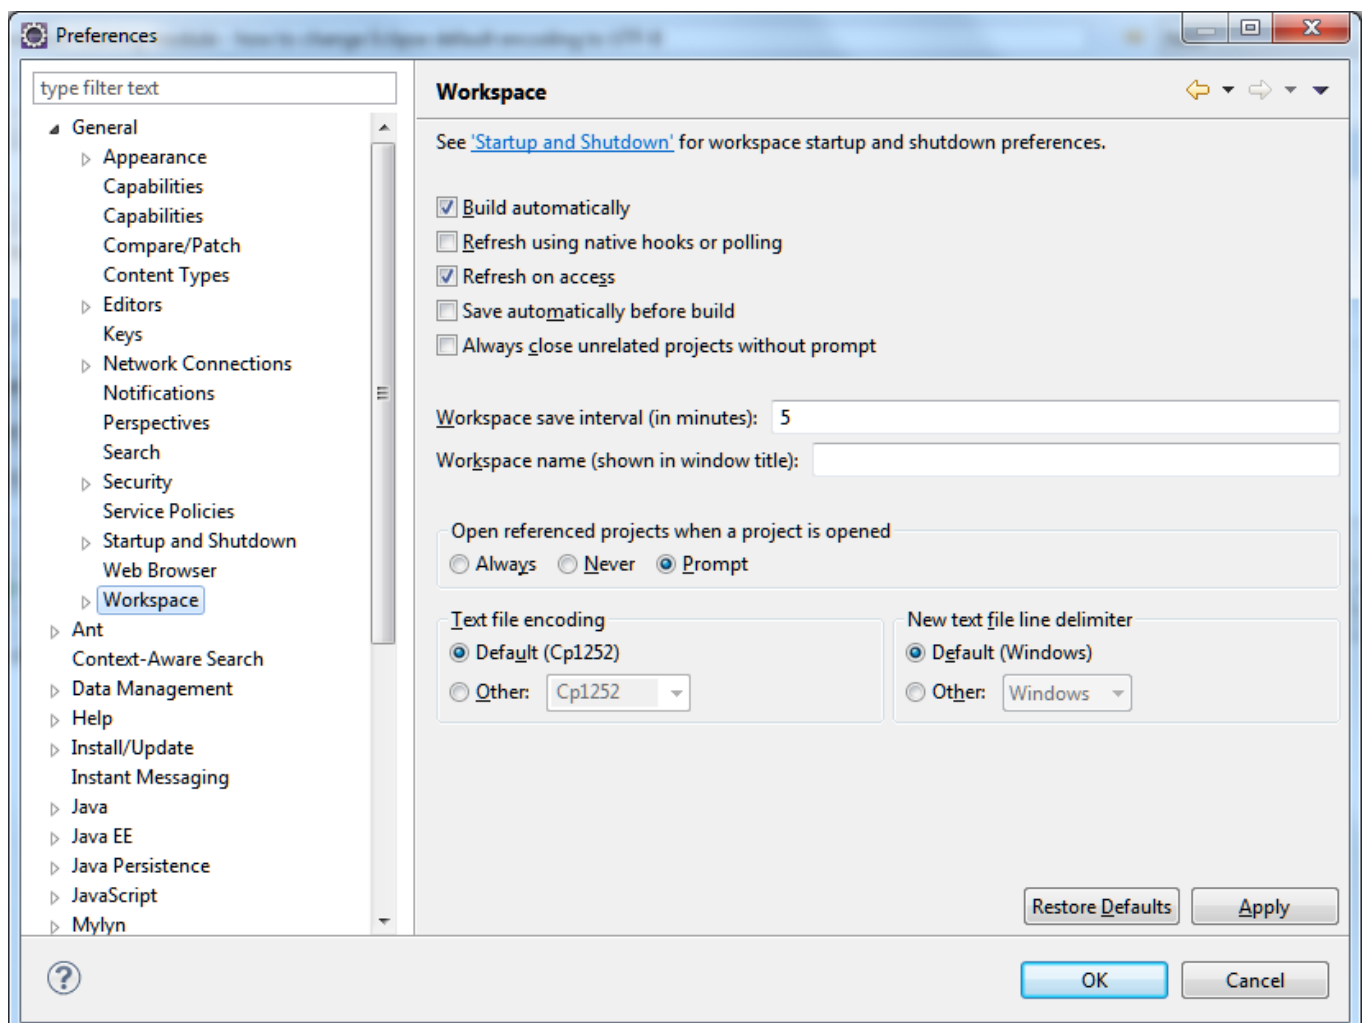 Preferences
type filter text
General
Appearance
Capabilities
Capabilities
Compare/Patch
Content Types
Editors
Keys
Network Connections
Notifications
Perspectives
Search
Security
Service Policies
Startup and Shutdown
Web Browser
Workspace
Ant
Context-Aware Search
Data Management
Help
Install/Update
Instant Messaging
Java
Java EE
Java Persistence
JavaScript
Mylyn
Workspace
See 'Startup and Shutdown' for workspace startup and shutdown preferences.
Build automatically
Refresh using native hooks or polling
Refresh on access
Save automatically before build
Always close unrelated projects without prompt
Workspace save interval (in minutes): 5
Workspace name (shown in window title):
Open referenced projects when a project is opened
Always Never Prompt
Text file encoding
Default (Cp1252)
Other: Cp1252
New text file line delimiter
Default (Windows)
Other: Windows
Restore Defaults Apply
? OK Cancel